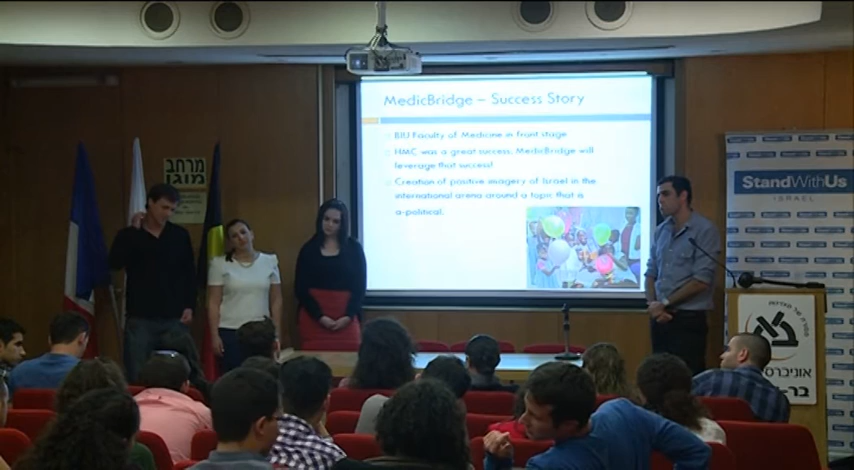 MedicBridge – Success Story
BIU Faculty of Medicine in front stage
HMC was a great success. MedicBridge will
leverage that success!
Creation of positive imagery of Israel in the
international arena around a topic that is
a-political.
מרחב
מוגן
StandWithUs
ISRAEL
אוניברסי
בר-